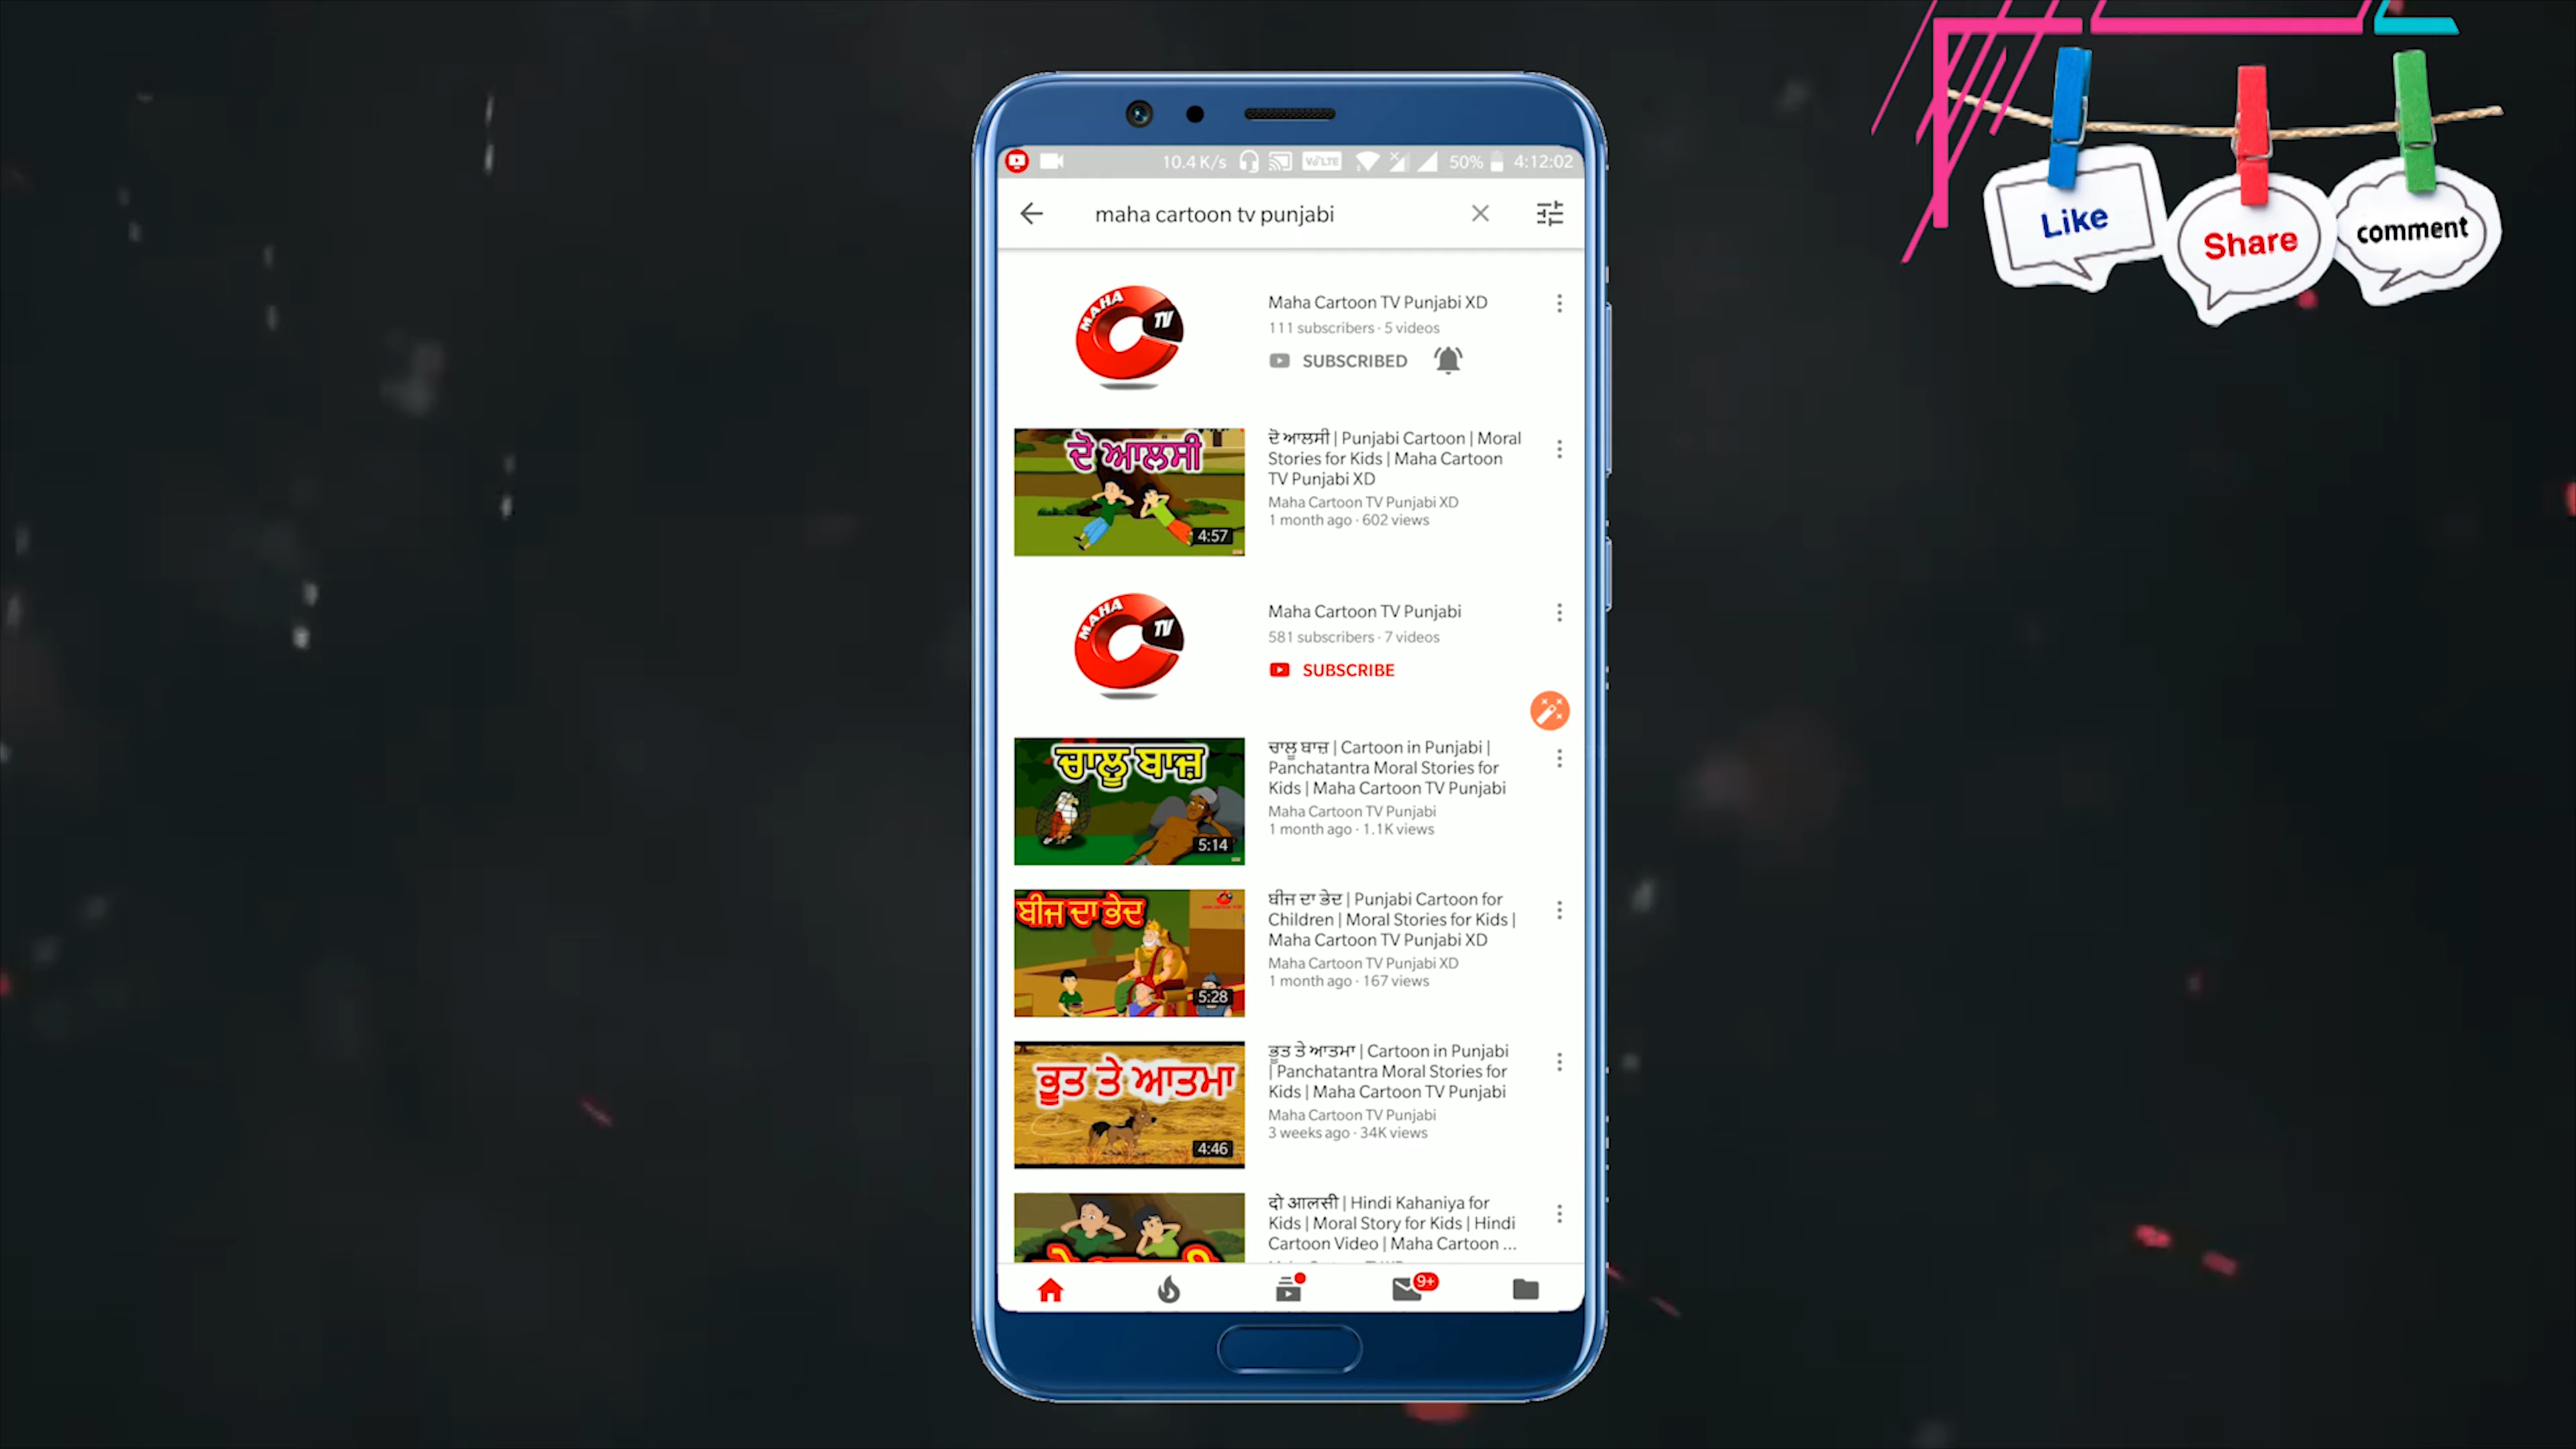 Like
Share
comment
10.4 K/s
VoLTE
50%
4:12:02
maha cartoon tv punjabi
MAHA
TV
Maha Cartoon TV Punjabi XD
111 subscribers · 5 videos
SUBSCRIBED
ਦੋ ਆਲਸੀ
4:57
ਦੋ ਆਲਸੀ | Punjabi Cartoon | Moral
Stories for Kids | Maha Cartoon
TV Punjabi XD
Maha Cartoon TV Punjabi XD
1 month ago · 602 views
MAHA
TV
Maha Cartoon TV Punjabi
581 subscribers · 7 videos
SUBSCRIBE
ਚਾਲੂ ਬਾਜ਼
5:14
ਚਾਲੂ ਬਾਜ਼ | Cartoon in Punjabi |
Panchatantra Moral Stories for
Kids | Maha Cartoon TV Punjabi
Maha Cartoon TV Punjabi
1 month ago · 1.1K views
ਬੀਜ ਦਾ ਭੇਦ
5:28
ਬੀਜ ਦਾ ਭੇਦ | Punjabi Cartoon for
Children | Moral Stories for Kids |
Maha Cartoon TV Punjabi XD
Maha Cartoon TV Punjabi XD
1 month ago · 167 views
ਭੂਤ ਤੇ ਆਤਮਾ
4:46
ਭੂਤ ਤੇ ਆਤਮਾ | Cartoon in Punjabi
| Panchatantra Moral Stories for
Kids | Maha Cartoon TV Punjabi
Maha Cartoon TV Punjabi
3 weeks ago · 34K views
दो आलसी | Hindi Kahaniya for
Kids | Moral Story for Kids | Hindi
Cartoon Video | Maha Cartoon ...
9+